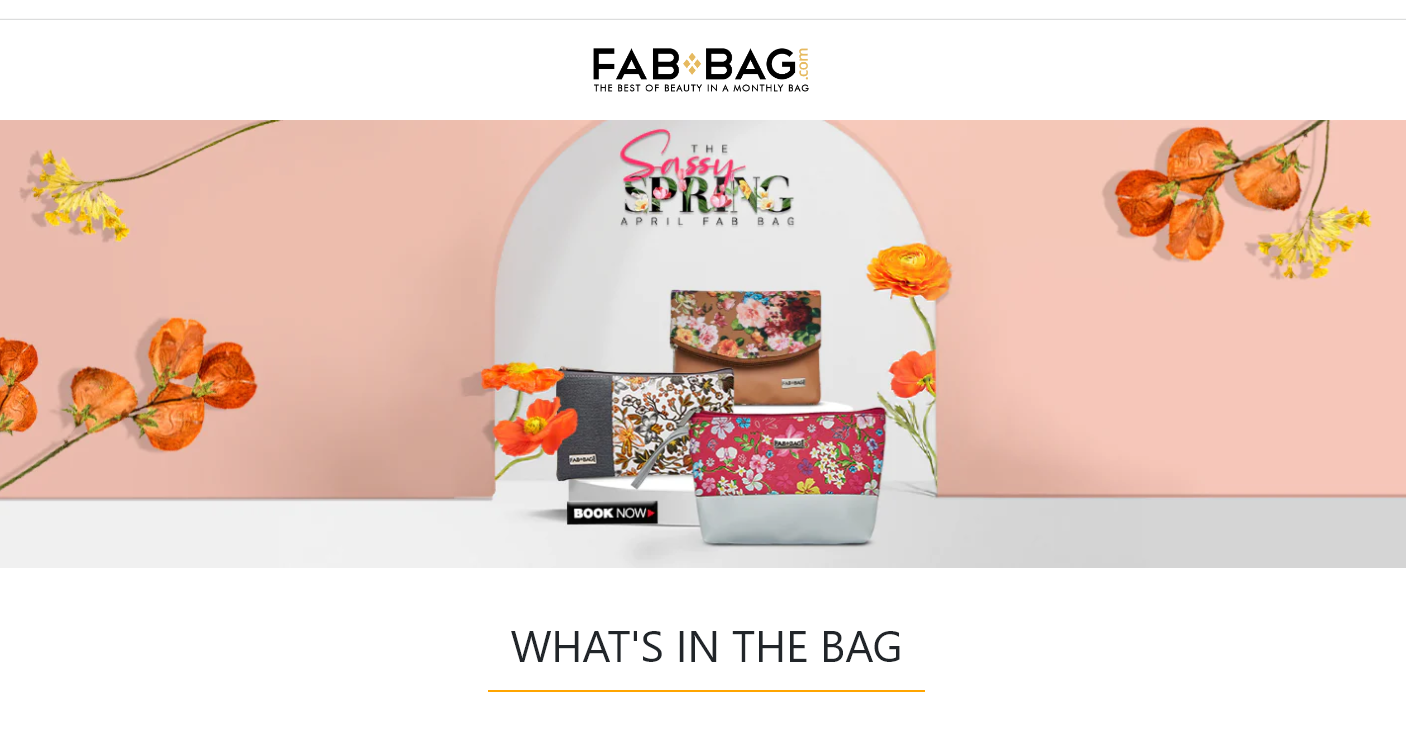 FAB BAG .com
THE BEST OF BEAUTY IN A MONTHLY BAG
THE
Sassy
SPRING
APRIL FAB BAG
FAB BAG
FAB BAG
FAB BAG
BOOK NOW
WHAT'S IN THE BAG